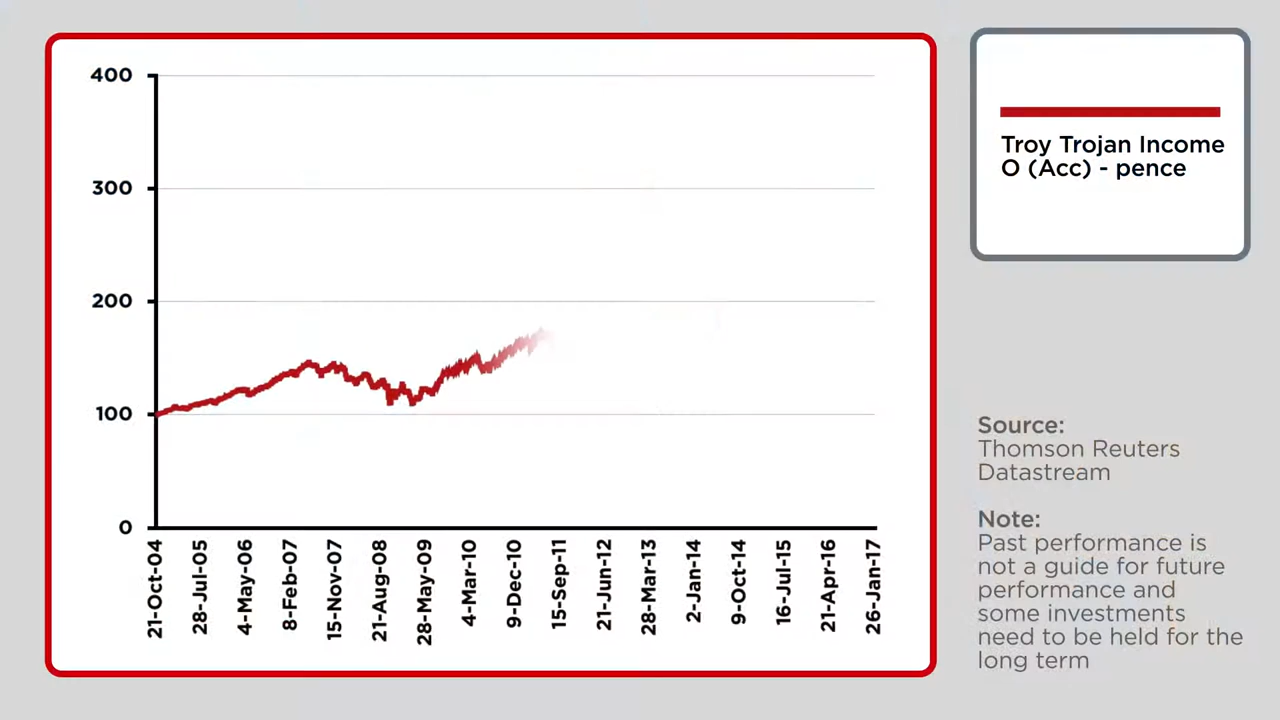 400
300
200
100
0
21-Oct-04
28-Jul-05
4-May-06
8-Feb-07
15-Nov-07
21-Aug-08
28-May-09
4-Mar-10
9-Dec-10
15-Sep-11
21-Jun-12
28-Mar-13
2-Jan-14
9-Oct-14
16-Jul-15
21-Apr-16
26-Jan-17
Troy Trojan Income
O (Acc) - pence
Source:
Thomson Reuters
Datastream
Note:
Past performance is
not a guide for future
performance and
some investments
need to be held for the
long term